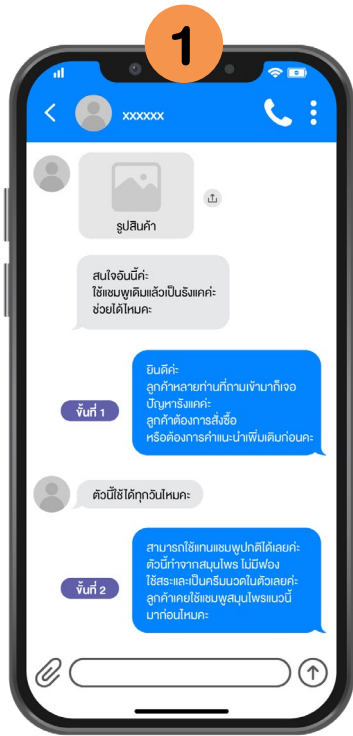 1
xxxxxx
รูปสินค้า
สนใจอันนี้ค่ะ
ใช้แชมพูเดิมแล้วเป็นรังแคค่ะ
ช่วยได้ไหมคะ
ยินดีค่ะ
ลูกค้าหลายท่านที่ถามเข้ามาก็เจอ
ปัญหารังแคค่ะ
ลูกค้าต้องการสั่งซื้อ
หรือต้องการคำแนะนำเพิ่มเติมก่อนคะ
ขั้นที่ 1
ตัวนี้ใช้ได้ทุกวันไหมคะ
สามารถใช้แทนแชมพูปกติได้เลยค่ะ
ตัวนี้ทำจากสมุนไพร ไม่มีฟอง
ใช้สระและเป็นครีมนวดในตัวเลยค่ะ
ลูกค้าเคยใช้แชมพูสมุนไพรแนวนี้
มาก่อนไหมคะ
ขั้นที่ 2